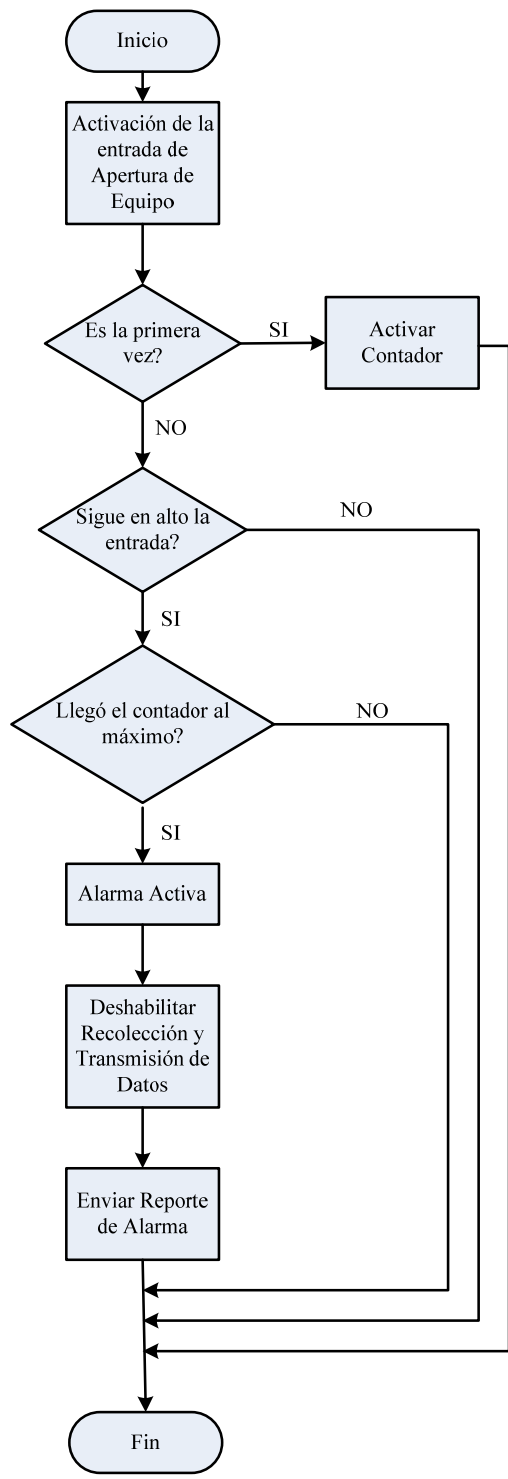 Inicio
Activación de la
entrada de
Apertura de
Equipo
Es la primera
vez?
SI
Activar
Contador
NO
Sigue en alto la
entrada?
NO
SI
Llegó el contador al
máximo?
NO
SI
Alarma Activa
Deshabilitar
Recolección y
Transmisión de
Datos
Enviar Reporte
de Alarma
Fin